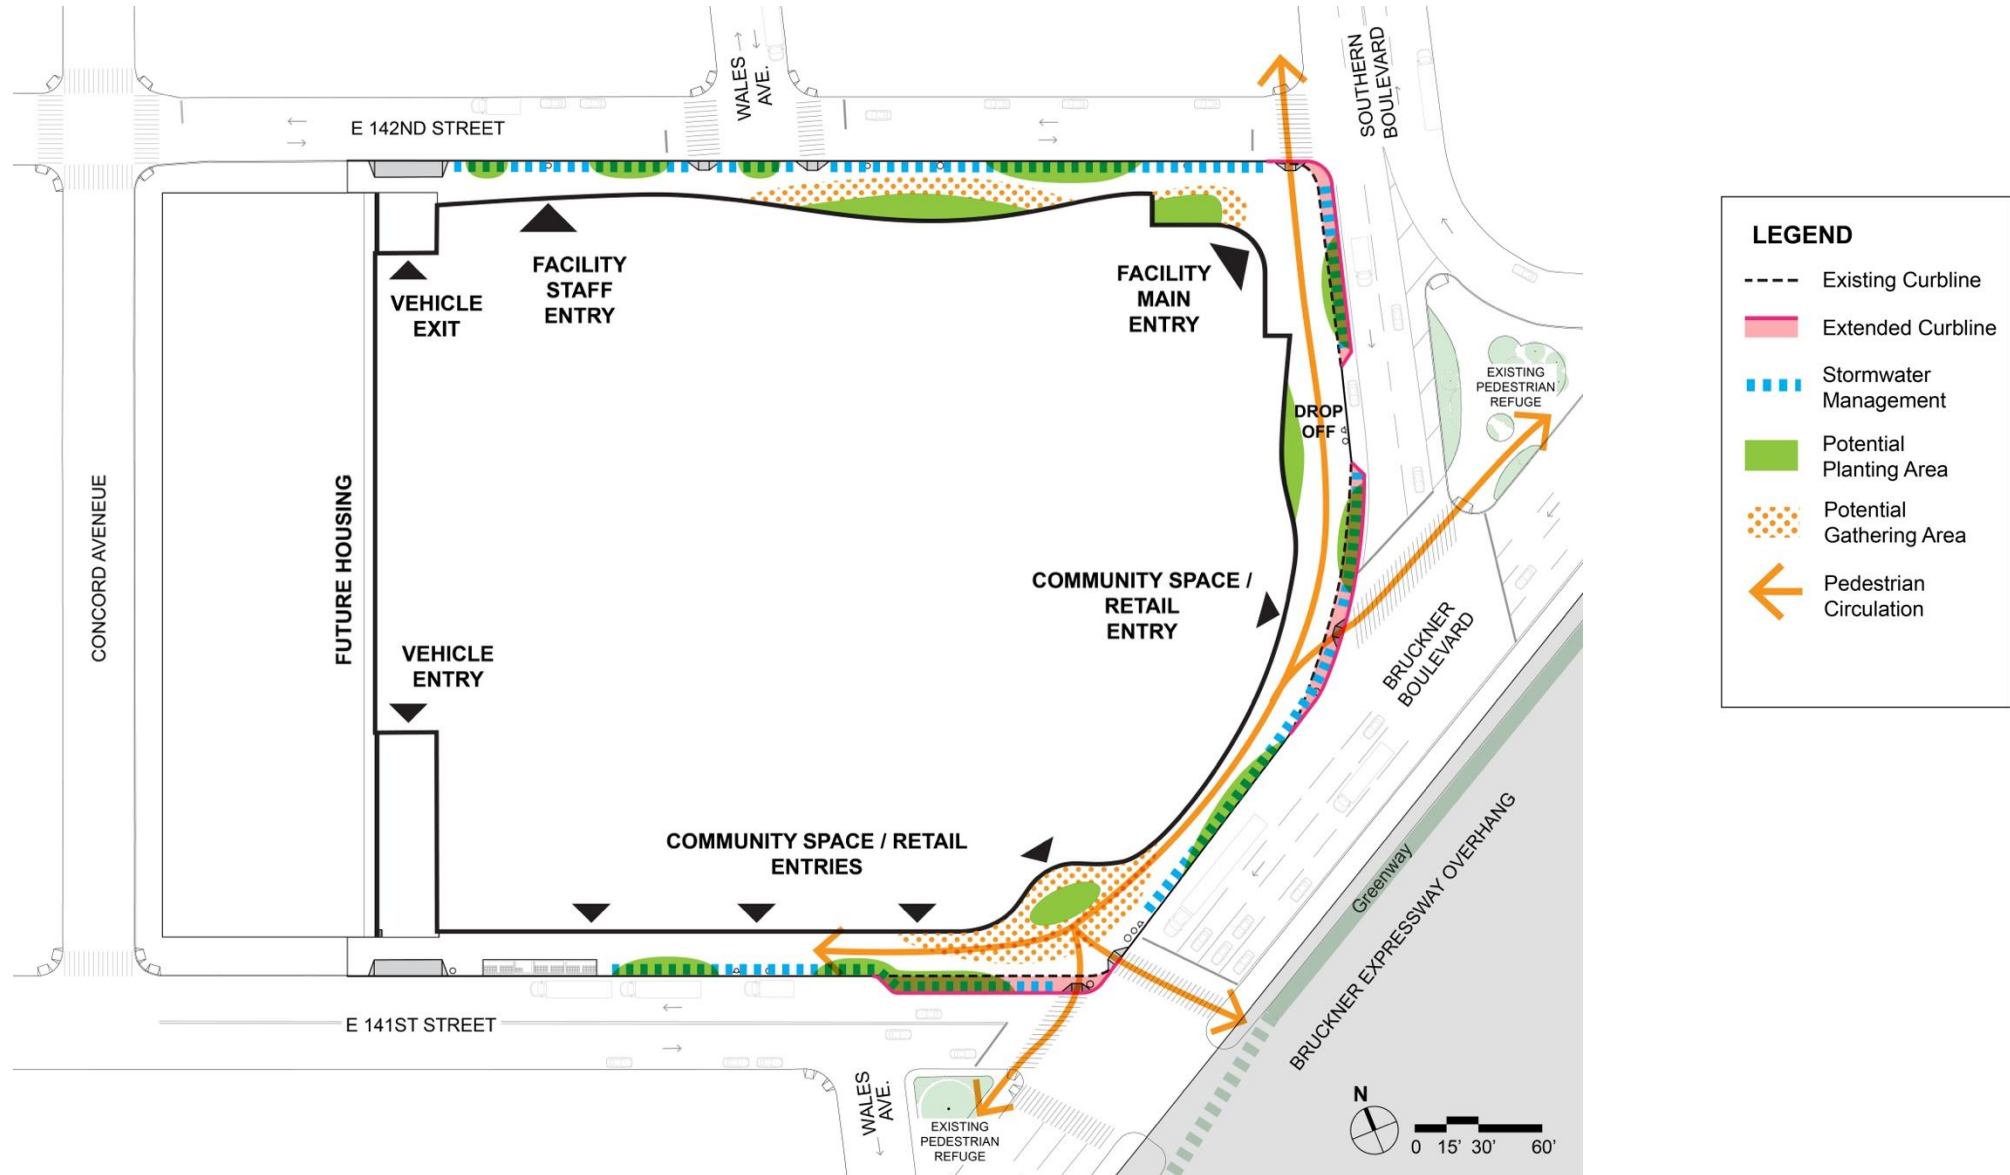 WALES
AVE.
SOUTHERN
BOULEVARD
E 142ND STREET
FACILITY
STAFF
ENTRY
VEHICLE
EXIT
FACILITY
MAIN
ENTRY
EXISTING
PEDESTRIAN
REFUGE
DROP
OFF
CONCORD AVENEUE
FUTURE HOUSING
COMMUNITY SPACE /
RETAIL
ENTRY
VEHICLE
ENTRY
BRUCKNER
BOULEVARD
COMMUNITY SPACE / RETAIL
ENTRIES
Greenway
BRUCKNER EXPRESSWAY OVERHANG
E 141ST STREET
WALES
AVE.
EXISTING
PEDESTRIAN
REFUGE
N
0 15' 30' 60'
LEGEND
Existing Curbline
Extended Curbline
Stormwater
Management
Potential
Planting Area
Potential
Gathering Area
Pedestrian
Circulation